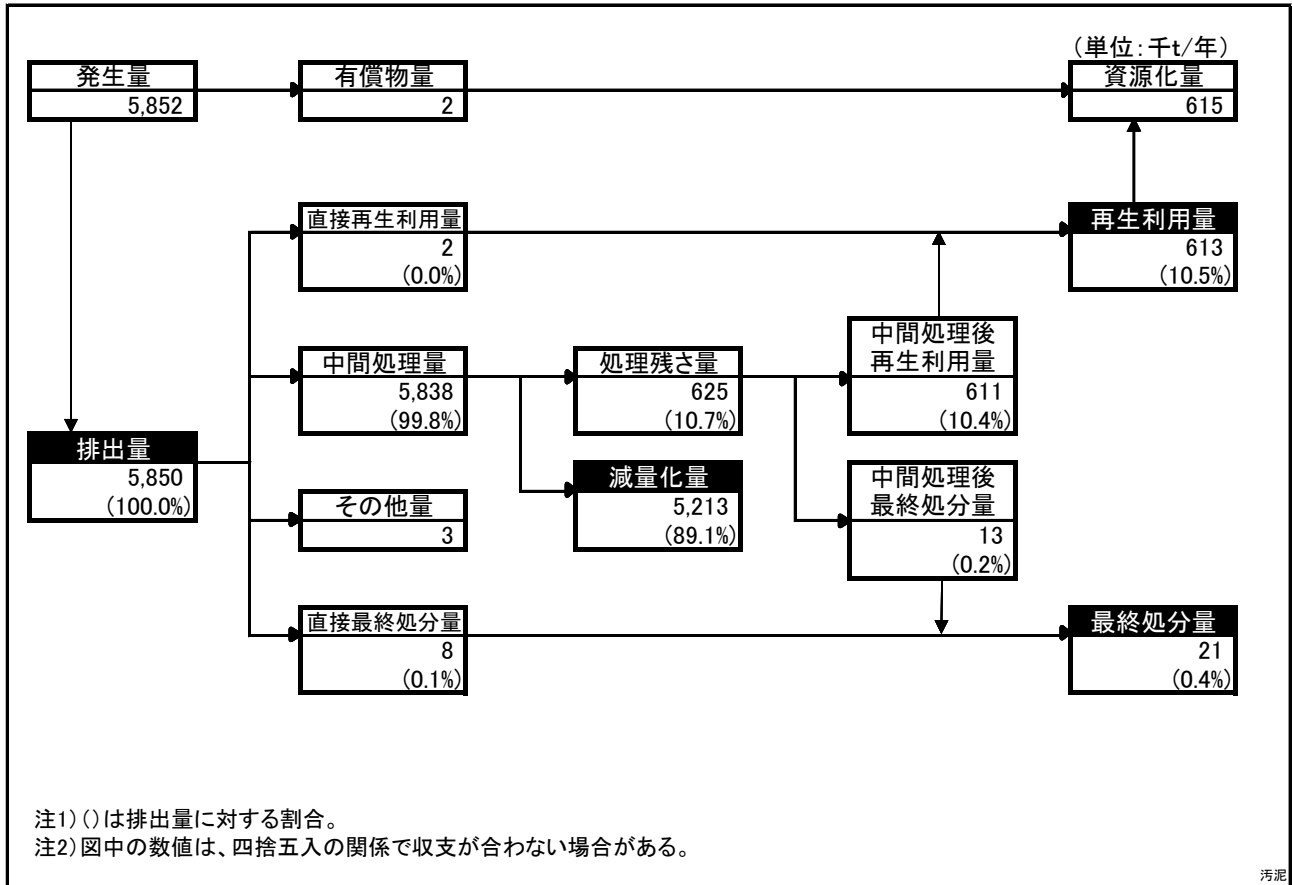 （単位：千t/年）
発生量
5,852
有償物量
2
資源化量
615
直接再生利用量
2
(0.0%)
再生利用量
613
(10.5%)
中間処理量
5,838
(99.8%)
処理残さ量
625
(10.7%)
中間処理後
再生利用量
611
(10.4%)
排出量
5,850
(100.0%)
その他量
3
減量化量
5,213
(89.1%)
中間処理後
最終処分量
13
(0.2%)
直接最終処分量
8
(0.1%)
最終処分量
21
(0.4%)
注1)()は排出量に対する割合。
注2)図中の数値は、四捨五入の関係で収支が合わない場合がある。
汚泥